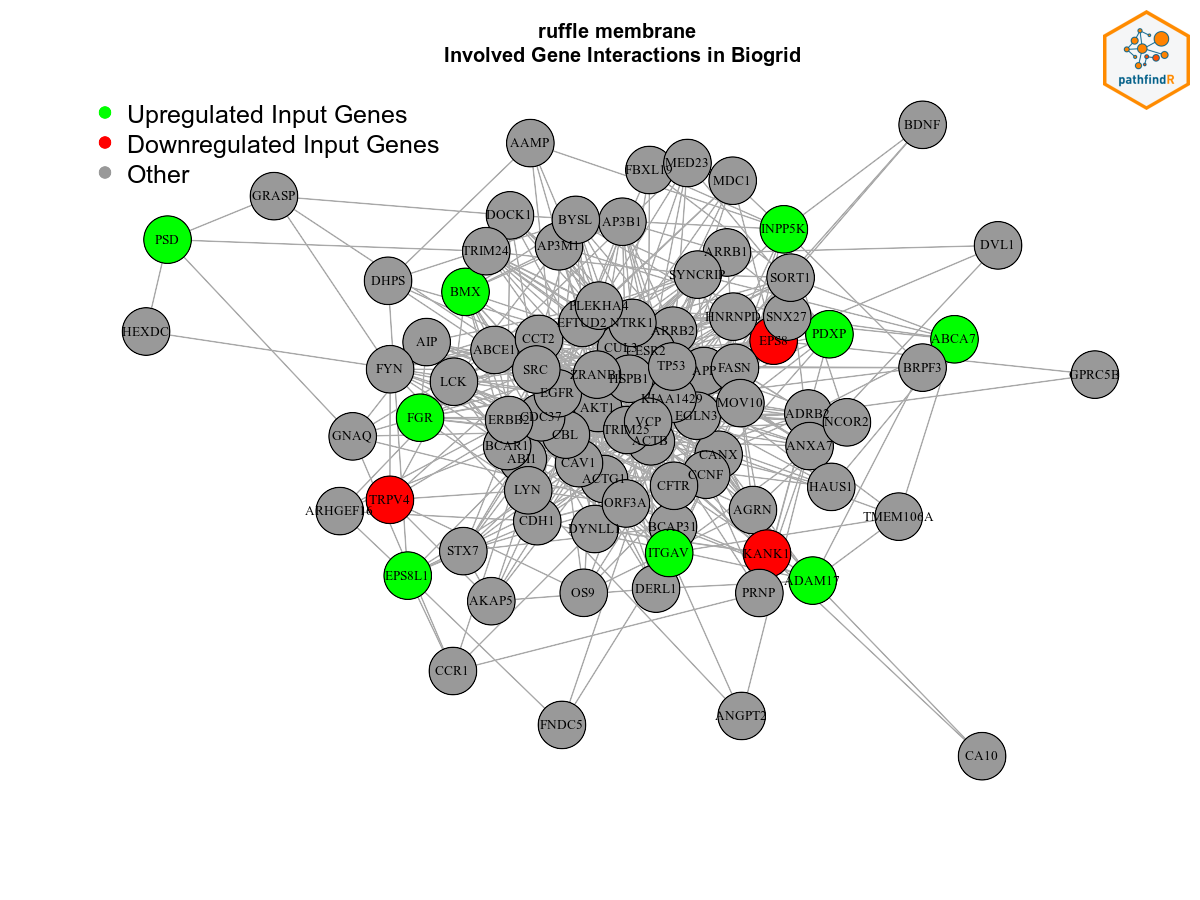 ruffle membrane
Involved Gene Interactions in Biogrid
pathfindR
Upregulated Input Genes
Downregulated Input Genes
Other
BDNF
AAMP
FBXL19
MED23
MDC1
GRASP
DOCK1
BYSL
AP3B1
INPP5K
PSD
TRIM24
AP3M1
ARRB1
DVL1
DHPS
BMX
SYNCRIP
SORT1
PLEKHA4
EFTUD2
NTRK1
ARRB2
HNRNPD
SNX27
HEXDC
AIP
ABCE1
CCT2
CUL3
ESR2
EPS8
PDXP
ABCA7
FYN
LCK
SRC
ZRANB1
HSPB1
TP53
APP
FASN
BRPF3
GPRC5B
EGFR
AKT1
KIAA1429
MOV10
FGR
ERBB2
CDC37
TRIM25
VCP
EGLN3
ADRB2
NCOR2
GNAQ
BCAR1
ABI1
CBL
ACTB
CANX
ANXA7
CAV1
ACTG1
CCNF
CFTR
HAUS1
TRPV4
ARHGEF16
LYN
ORF3A
AGRN
TMEM106A
CDH1
DYNLL1
BCAP31
STX7
ITGAV
KANK1
EPS8L1
ADAM17
AKAP5
OS9
DERL1
PRNP
CCR1
FNDC5
ANGPT2
CA10